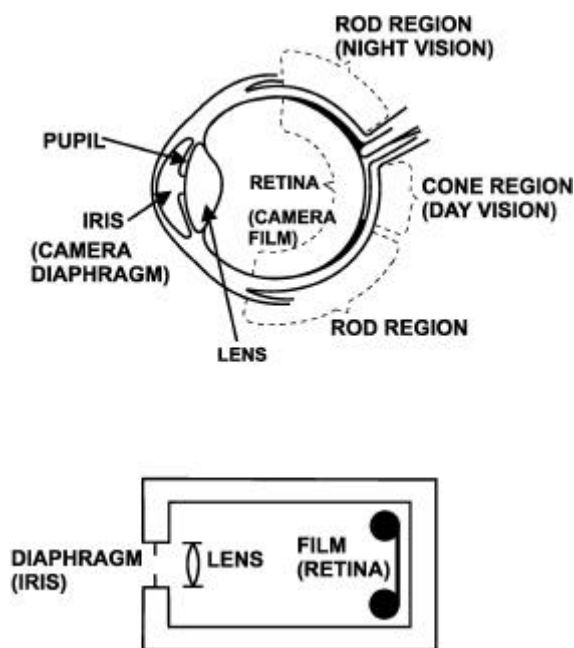 ROD REGION
(NIGHT VISION)
PUPIL
RETINA
(CAMERA
FILM)
CONE REGION
(DAY VISION)
IRIS
(CAMERA
DIAPHRAGM)
ROD REGION
LENS
DIAPHRAGM
(IRIS)
LENS
FILM
(RETINA)